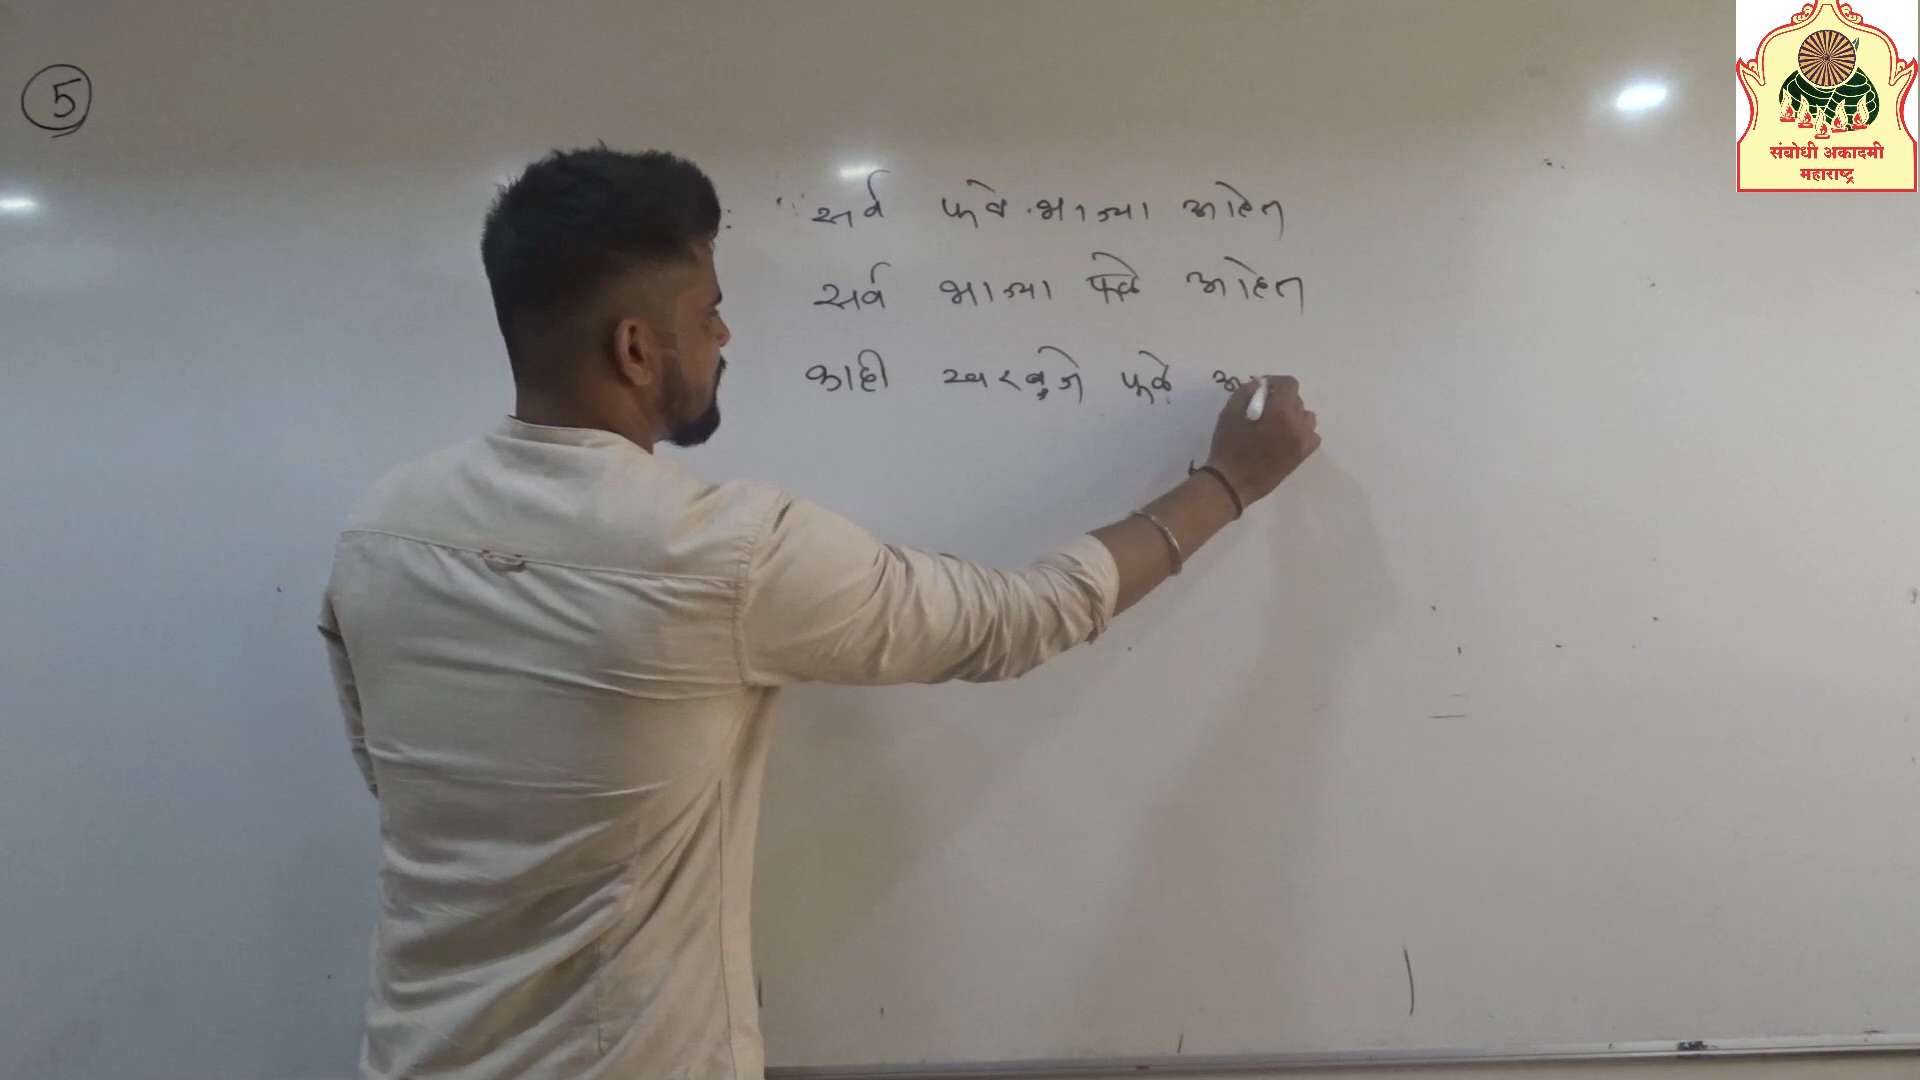 5
सर्व फळे भाज्या आहेत
सर्व भाज्या फळे आहेत
काही खरबुजे फळे
संबोधी अकादमी
महाराष्ट्र